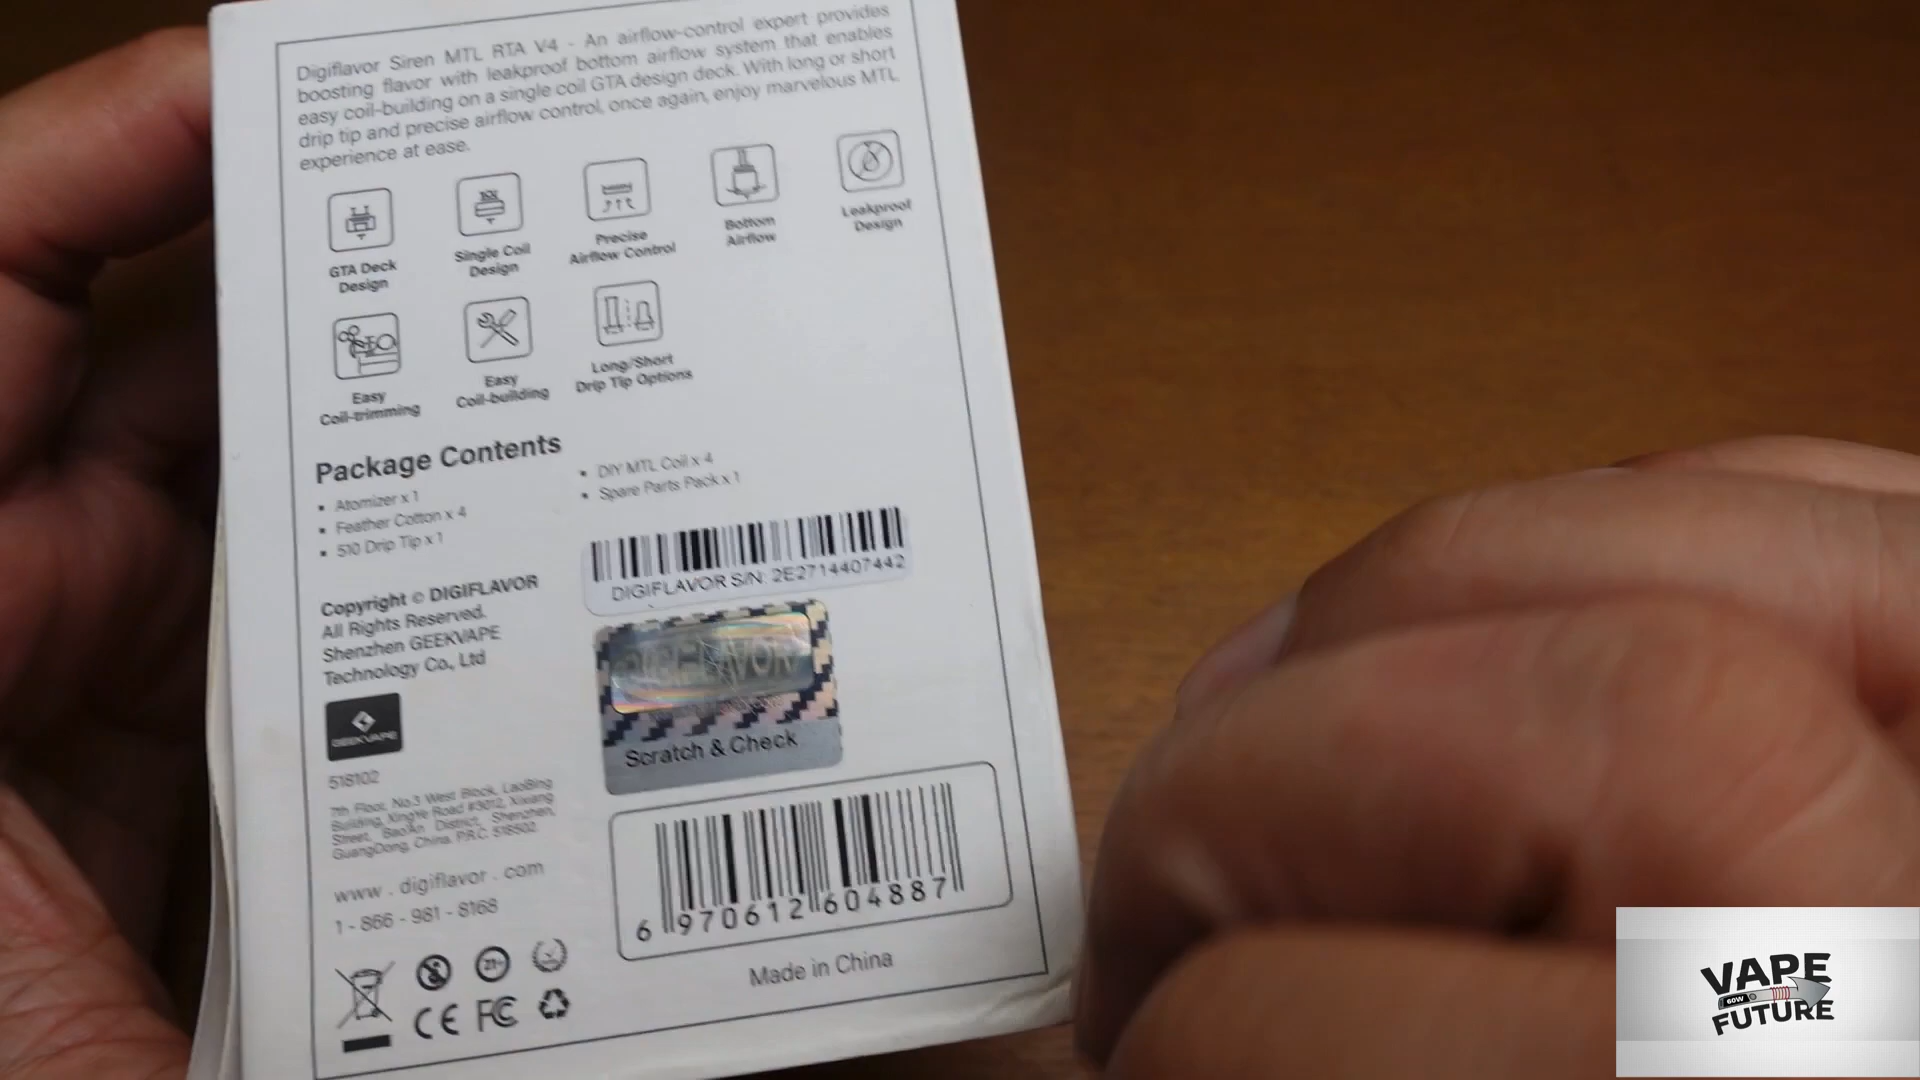 Digiflavor Siren MTL RTA V4 - An airflow-control expert provides
boosting flavor with leakproof bottom airflow system that enables
easy coil-building on a single coil GTA design deck. With long or short
drip tip and precise airflow control, once again, enjoy marvelous MTL
experience at ease.
GTA Deck
Design
Single Coil
Design
Precise
Airflow Control
Bottom
Airflow
Leakproof
Design
Easy
Coil-trimming
Easy
Coil-building
Long/Short
Drip Tip Options
Package Contents
• Atomizer x 1
• Feather Cotton x 4
• 510 Drip Tip x 1
• DIY MTL Coil x 4
• Spare Parts Pack x 1
DIGIFLAVOR S/N: 2E2714407442
DIGIFLAVOR
Scratch & Check
Copyright © DIGIFLAVOR
All Rights Reserved.
Shenzhen GEEKVAPE
Technology Co., Ltd
GEEKVAPE
518102
7th Floor, No.3 West Block, LaoBing
Building, XingYe Road #3012, Xixiang
Street, BaoAn District, Shenzhen,
GuangDong, China, P.R.C. 518502
www . digiflavor . com
1 - 866 - 981 - 8168
21+
CE FC
6 970612 604887
Made in China
VAPE
60W
FUTURE